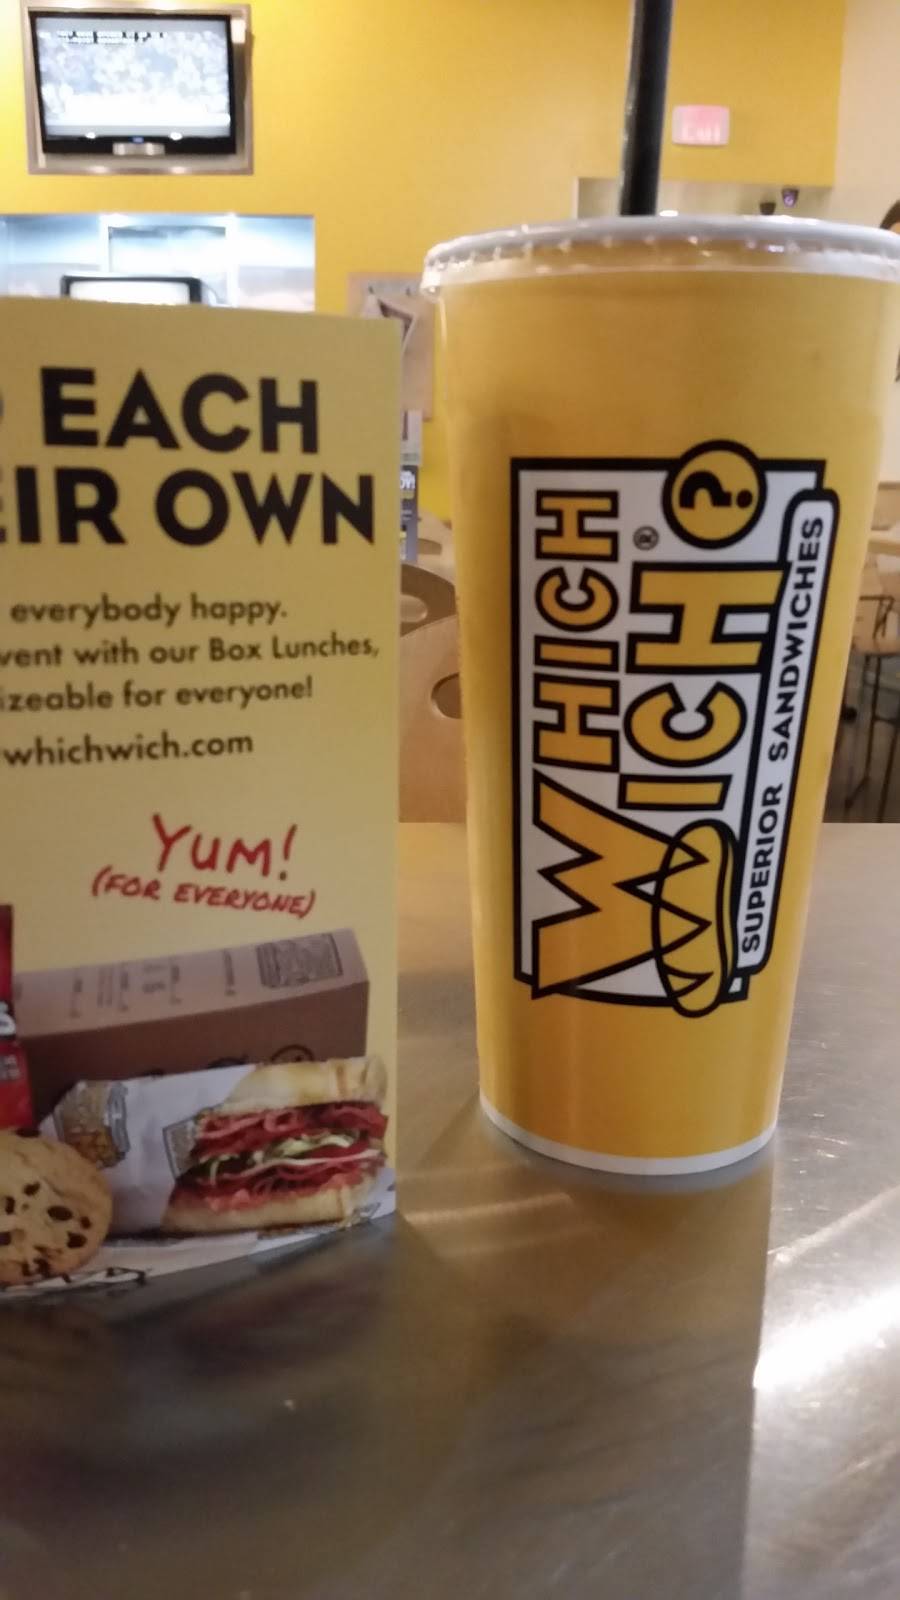 EACH
EIR OWN
everybody happy.
vent with our Box Lunches,
izeable for everyone!
whichwich.com
YUM!
(FOR EVERYONE)
S
WHICH
WICH®?
SUPERIOR SANDWICHES
Exit